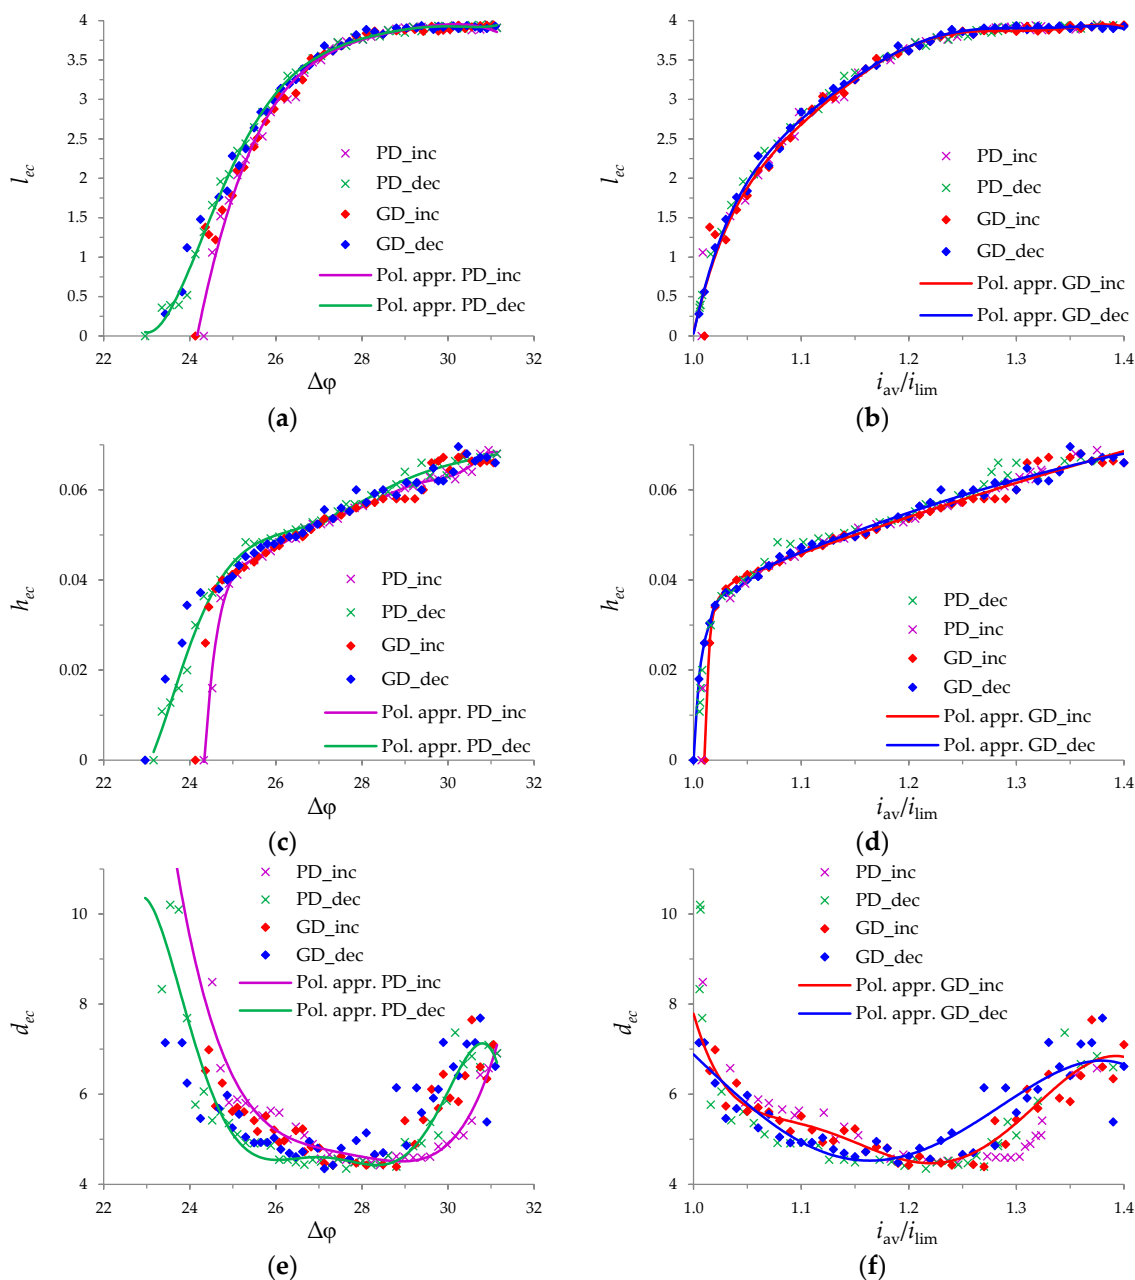 4
3.5
3
2.5
2
1.5
1
0.5
0
l_ec
22 24 26 28 30 32
Δφ
PD_inc
PD_dec
GD_inc
GD_dec
Pol. appr. PD_inc
Pol. appr. PD_dec
(a)
4
3.5
3
2.5
2
1.5
1
0.5
0
l_ec
1.0 1.1 1.2 1.3 1.4
i_av/i_lim
PD_inc
PD_dec
GD_inc
GD_dec
Pol. appr. GD_inc
Pol. appr. GD_dec
(b)
0.06
0.04
0.02
0
h_ec
22 24 26 28 30 32
Δφ
PD_inc
PD_dec
GD_inc
GD_dec
Pol. appr. PD_inc
Pol. appr. PD_dec
(c)
0.06
0.04
0.02
0
h_ec
1.0 1.1 1.2 1.3 1.4
i_av/i_lim
PD_dec
PD_inc
GD_inc
GD_dec
Pol. appr. GD_inc
Pol. appr. GD_dec
(d)
10
8
6
4
d_ec
22 24 26 28 30 32
Δφ
PD_inc
PD_dec
GD_inc
GD_dec
Pol. appr. PD_inc
Pol. appr. PD_dec
(e)
10
8
6
4
d_ec
1.0 1.1 1.2 1.3 1.4
i_av/i_lim
PD_inc
PD_dec
GD_inc
GD_dec
Pol. appr. GD_inc
Pol. appr. GD_dec
(f)